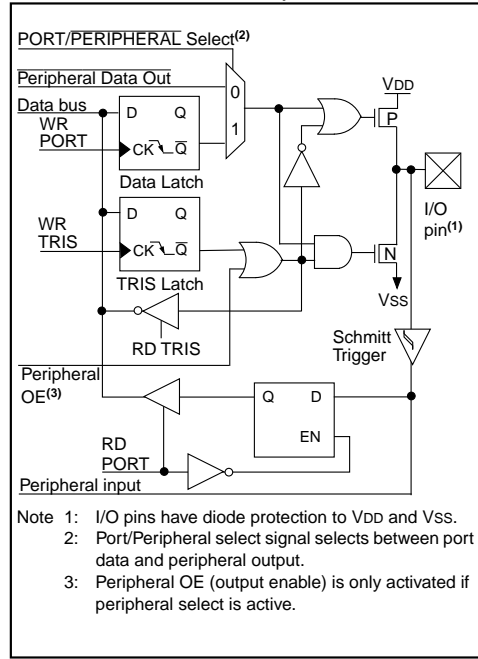 PORT/PERIPHERAL Select(2)
Peripheral Data Out
Data bus
WR
PORT
D Q
CK Q
Data Latch
0
1
VDD
P
I/O
pin(1)
WR
TRIS
D Q
CK Q
TRIS Latch
N
VSS
RD TRIS
Schmitt
Trigger
Peripheral
OE(3)
Q D
EN
RD
PORT
Peripheral input
Note 1: I/O pins have diode protection to VDD and VSS.
2: Port/Peripheral select signal selects between port
data and peripheral output.
3: Peripheral OE (output enable) is only activated if
peripheral select is active.